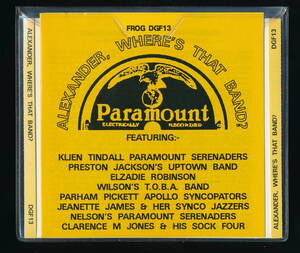 FROG DGF13
ALEXANDER, WHERE'S THAT BAND?
Paramount
ELECTRICALLY RECORDED
FEATURING:-
KLIEN TINDALL PARAMOUNT SERENADERS
PRESTON JACKSON'S UPTOWN BAND
ELZADIE ROBINSON
WILSON'S T.O.B.A. BAND
PARHAM PICKETT APOLLO SYNCOPATORS
JEANETTE JAMES & HER SYNCO JAZZERS
NELSON'S PARAMOUNT SERENADERS
CLARENCE M JONES & HIS SOCK FOUR
ALEXANDER, WHERE'S THAT BAND?
DGF13
DGF13
ALEXANDER, WHERE'S THAT BAND?